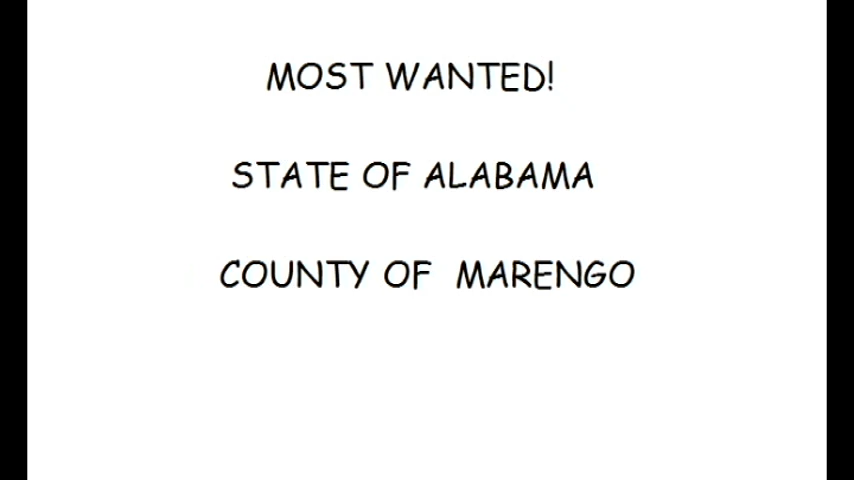 MOST WANTED!
STATE OF ALABAMA
COUNTY OF MARENGO